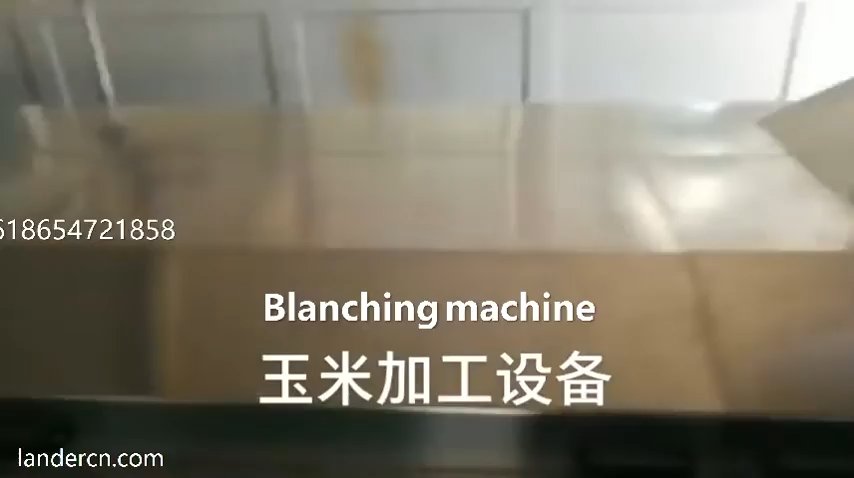 618654721858
Blanching machine
玉米加工设备
landercn.com